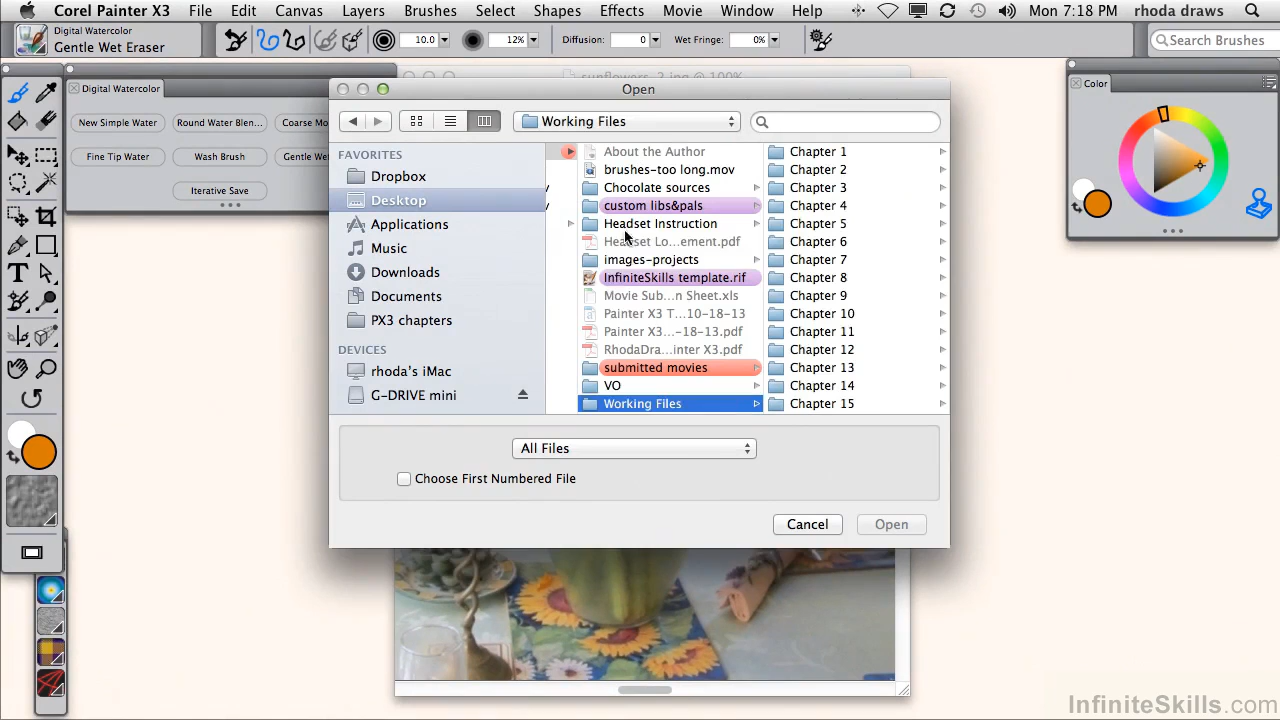 Corel Painter X3 File Edit Canvas Layers Brushes Select Shapes Effects Movie Window Help Mon 7:18 PM rhoda draws
Digital Watercolor
Gentle Wet Eraser
10.0
12%
Diffusion: 0
Wet Fringe: 0%
Search Brushes
sunflowers_2.jpg @ 100%
Digital Watercolor
New Simple Water
Round Water Blen...
Coarse Mo
Fine Tip Water
Wash Brush
Gentle We
Iterative Save
Open
Working Files
FAVORITES
Dropbox
Desktop
Applications
Music
Downloads
Documents
PX3 chapters
DEVICES
rhoda's iMac
G-DRIVE mini
About the Author
brushes-too long.mov
Chocolate sources
custom libs&pals
Headset Instruction
Headset Lo...ement.pdf
images-projects
InfiniteSkills template.rif
Movie Sub...n Sheet.xls
Painter X3 T...10-18-13
Painter X3...-18-13.pdf
RhodaDra...inter X3.pdf
submitted movies
VO
Working Files
Chapter 1
Chapter 2
Chapter 3
Chapter 4
Chapter 5
Chapter 6
Chapter 7
Chapter 8
Chapter 9
Chapter 10
Chapter 11
Chapter 12
Chapter 13
Chapter 14
Chapter 15
All Files
Choose First Numbered File
Cancel
Open
Color
InfiniteSkills.com